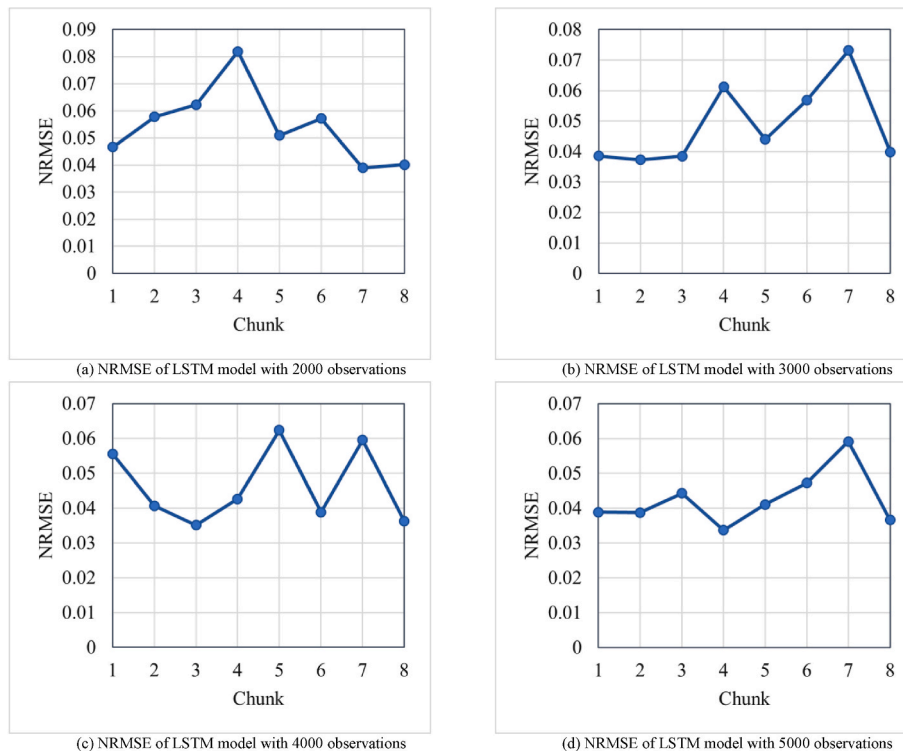 0.09
0.08
0.07
0.06
0.05
0.04
0.03
0.02
0.01
0
NRMSE
1 2 3 4 5 6 7 8
Chunk
(a) NRMSE of LSTM model with 2000 observations
0.08
0.07
0.06
0.05
0.04
0.03
0.02
0.01
0
NRMSE
1 2 3 4 5 6 7 8
Chunk
(b) NRMSE of LSTM model with 3000 observations
0.07
0.06
0.05
0.04
0.03
0.02
0.01
0
NRMSE
1 2 3 4 5 6 7 8
Chunk
(c) NRMSE of LSTM model with 4000 observations
0.07
0.06
0.05
0.04
0.03
0.02
0.01
0
NRMSE
1 2 3 4 5 6 7 8
Chunk
(d) NRMSE of LSTM model with 5000 observations